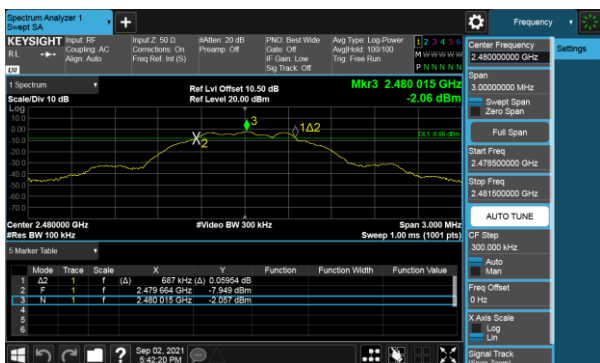 Spectrum Analyzer 1
Swept SA
Frequency
KEYSIGHT Input: RF Input Z: 50 Ω #Atten: 20 dB PNO: Best Wide Avg Type: Log-Power 1 2 3 4 5 6
RL Coupling: AC Corrections: On Preamp: Off Gate: Off Avg|Hold: 100/100 M W W W W W
Align: Auto Freq Ref: Int (S) IF Gain: Low Trig: Free Run
Sig Track: Off P N N N N N
LXI
Center Frequency
2.480000000 GHz
Settings
Span
3.00000000 MHz
Swept Span
Zero Span
Full Span
Start Freq
2.478500000 GHz
Stop Freq
2.481500000 GHz
AUTO TUNE
CF Step
300.000 kHz
Auto
Man
Freq Offset
0 Hz
X Axis Scale
Log
Lin
Signal Track
(Span Zoom)
1 Spectrum
Ref Lvl Offset 10.50 dB Mkr3 2.480 015 GHz
Scale/Div 10 dB Ref Level 20.00 dBm -2.06 dBm
Log
10.0
0.00
-10.0
-20.0
-30.0
-40.0
-50.0
-60.0
-70.0
3
1Δ2
X2
DL1 -8.06 dBm
Center 2.480000 GHz #Video BW 300 kHz Span 3.000 MHz
#Res BW 100 kHz Sweep 1.00 ms (1001 pts)
5 Marker Table
Mode Trace Scale X Y Function Function Width Function Value
1 Δ2 1 f (Δ) 687 kHz (Δ) 0.05954 dB
2 F 1 f 2.479 664 GHz -7.949 dBm
3 N 1 f 2.480 015 GHz -2.057 dBm
4
5
6
Sep 02, 2021
5:42:20 PM